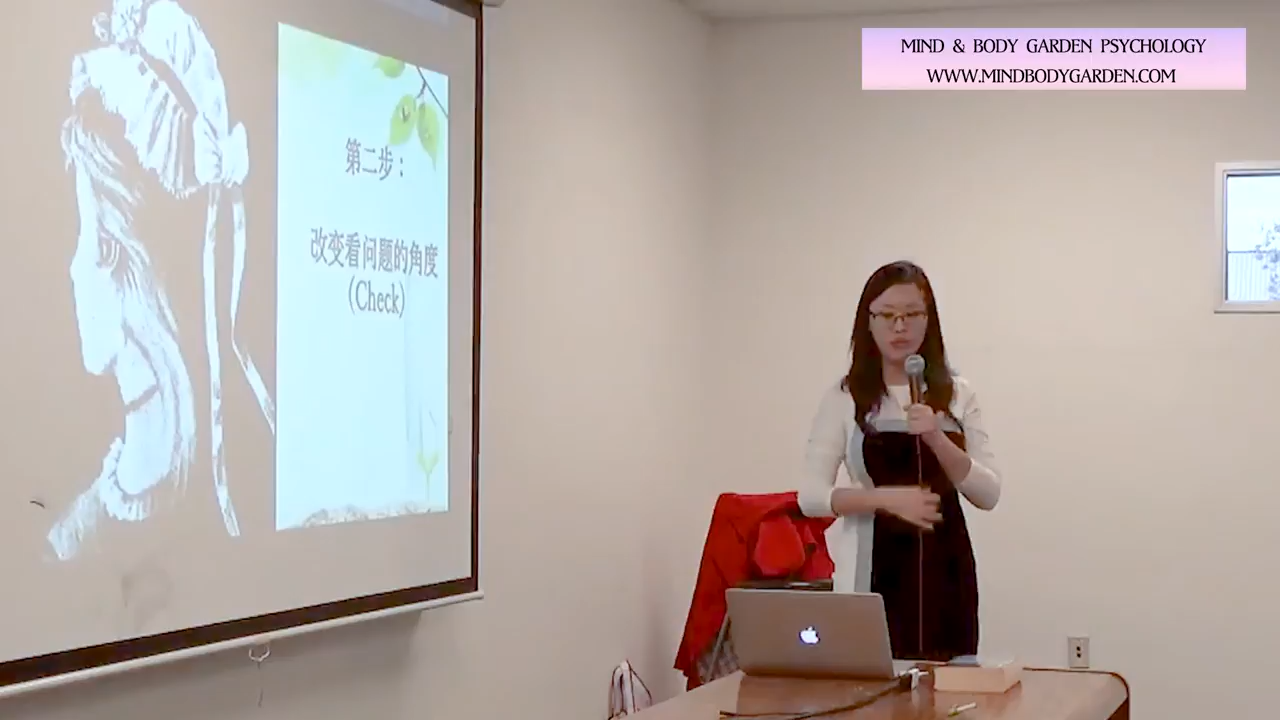 MIND & BODY GARDEN PSYCHOLOGY
WWW.MINDBODYGARDEN.COM
第二步：
改变看问题的角度
(Check)